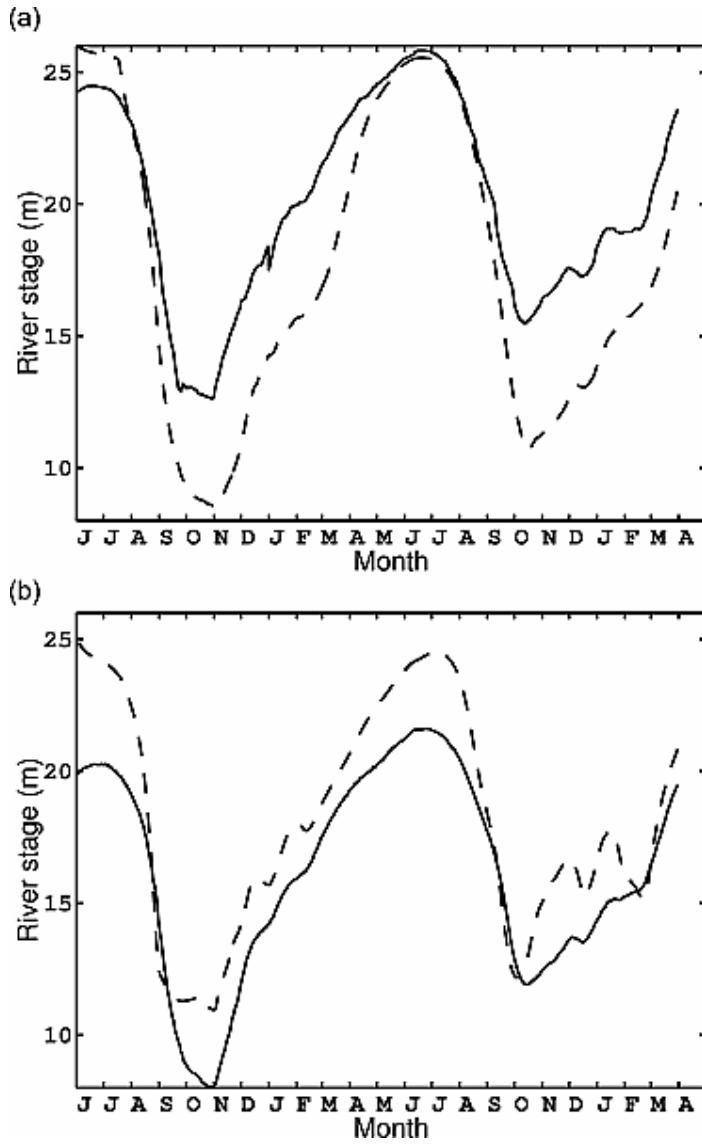 (a)
25
20
15
10
River stage (m)
J J A S O N D J F M A M J J A S O N D J F M A
Month
(b)
25
20
15
10
River stage (m)
J J A S O N D J F M A M J J A S O N D J F M A
Month